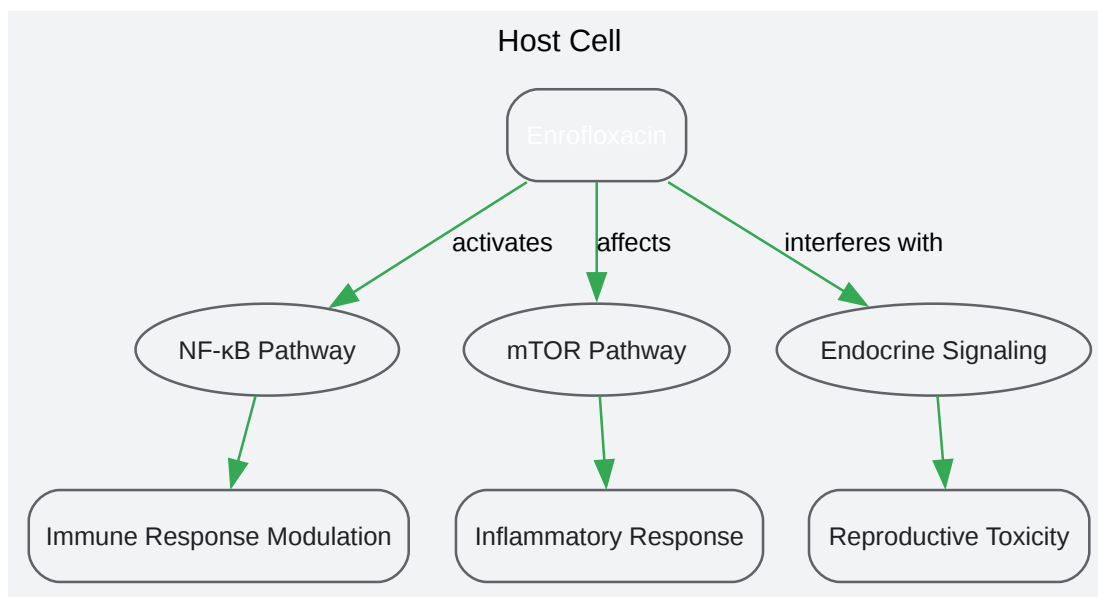 Host Cell
Enrofloxacin
activates
affects
interferes with
NF-κB Pathway
mTOR Pathway
Endocrine Signaling
Immune Response Modulation
Inflammatory Response
Reproductive Toxicity